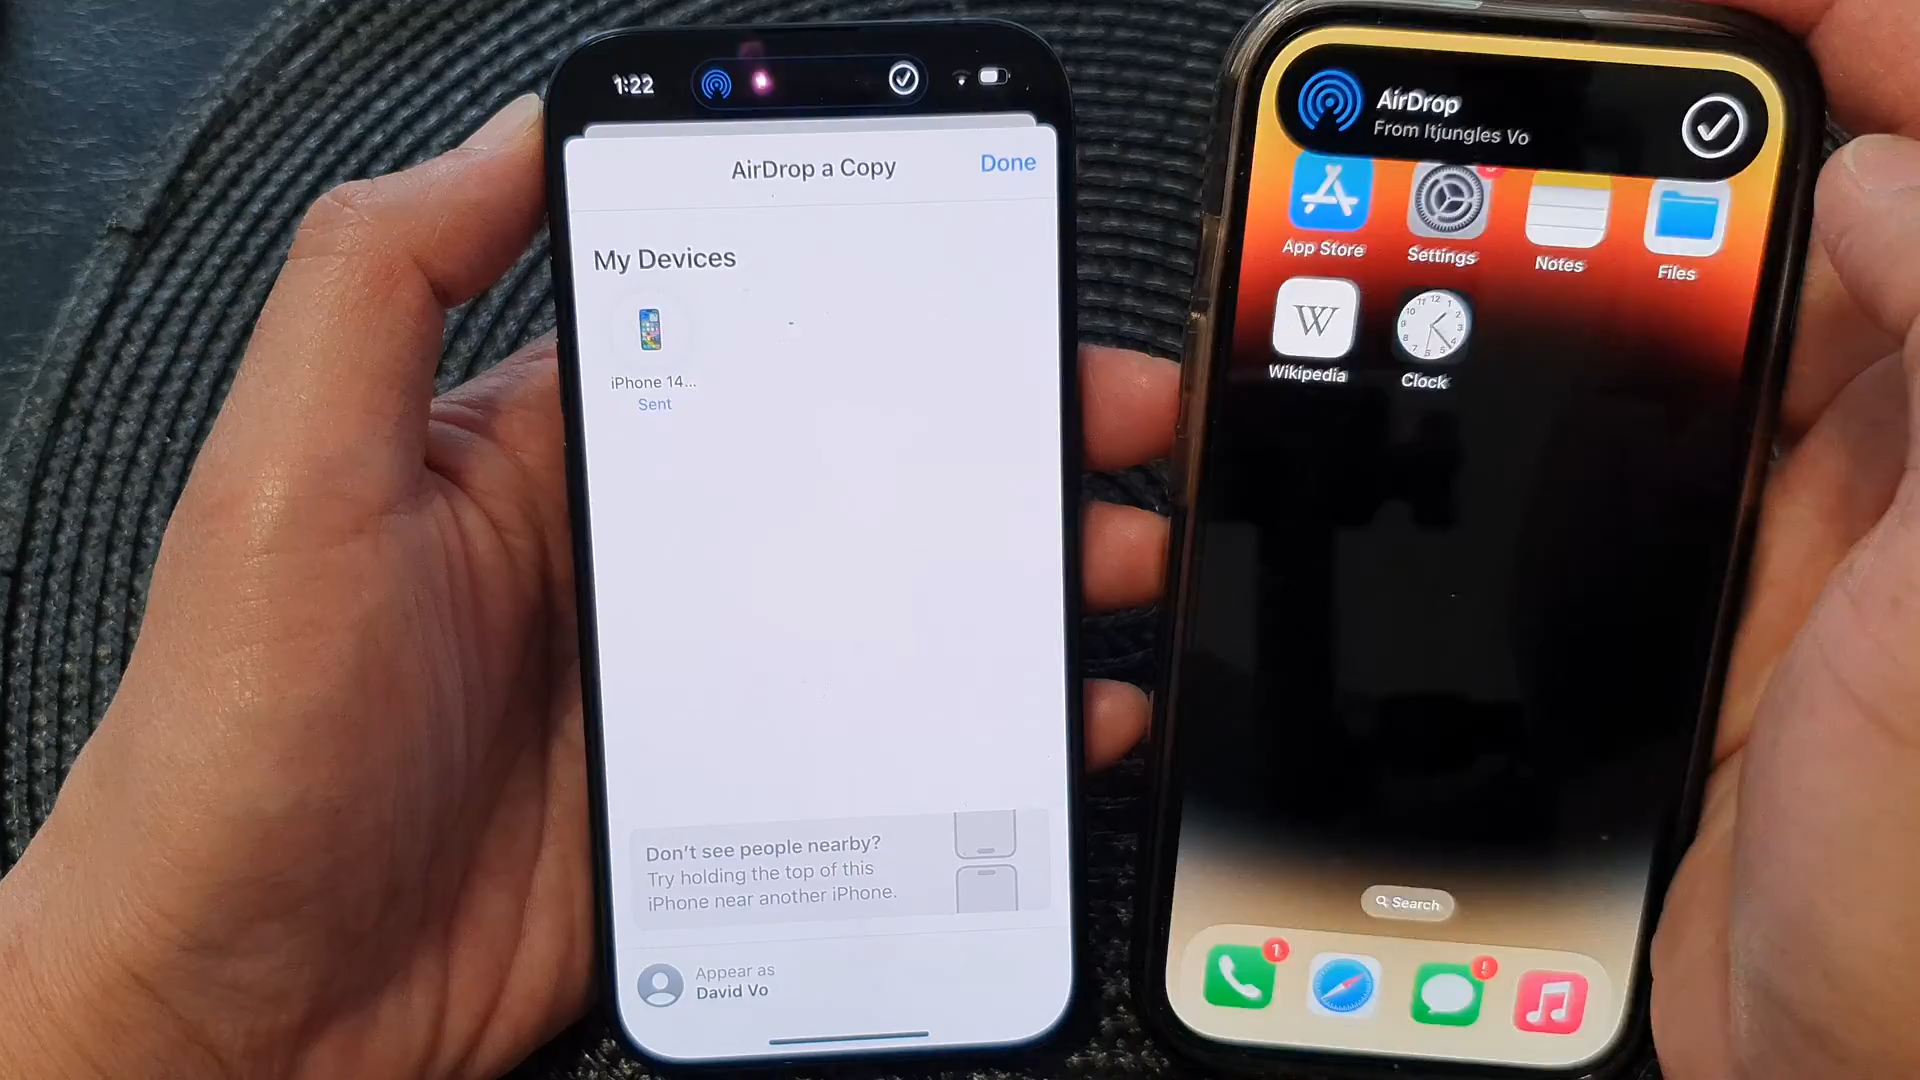 1:22
AirDrop a Copy
Done
My Devices
iPhone 14...
Sent
Don't see people nearby?
Try holding the top of this
iPhone near another iPhone.
Appear as
David Vo
AirDrop
From Itjungles Vo
App Store
Settings
Notes
Files
W
Wikipedia
Clock
Search
1
!